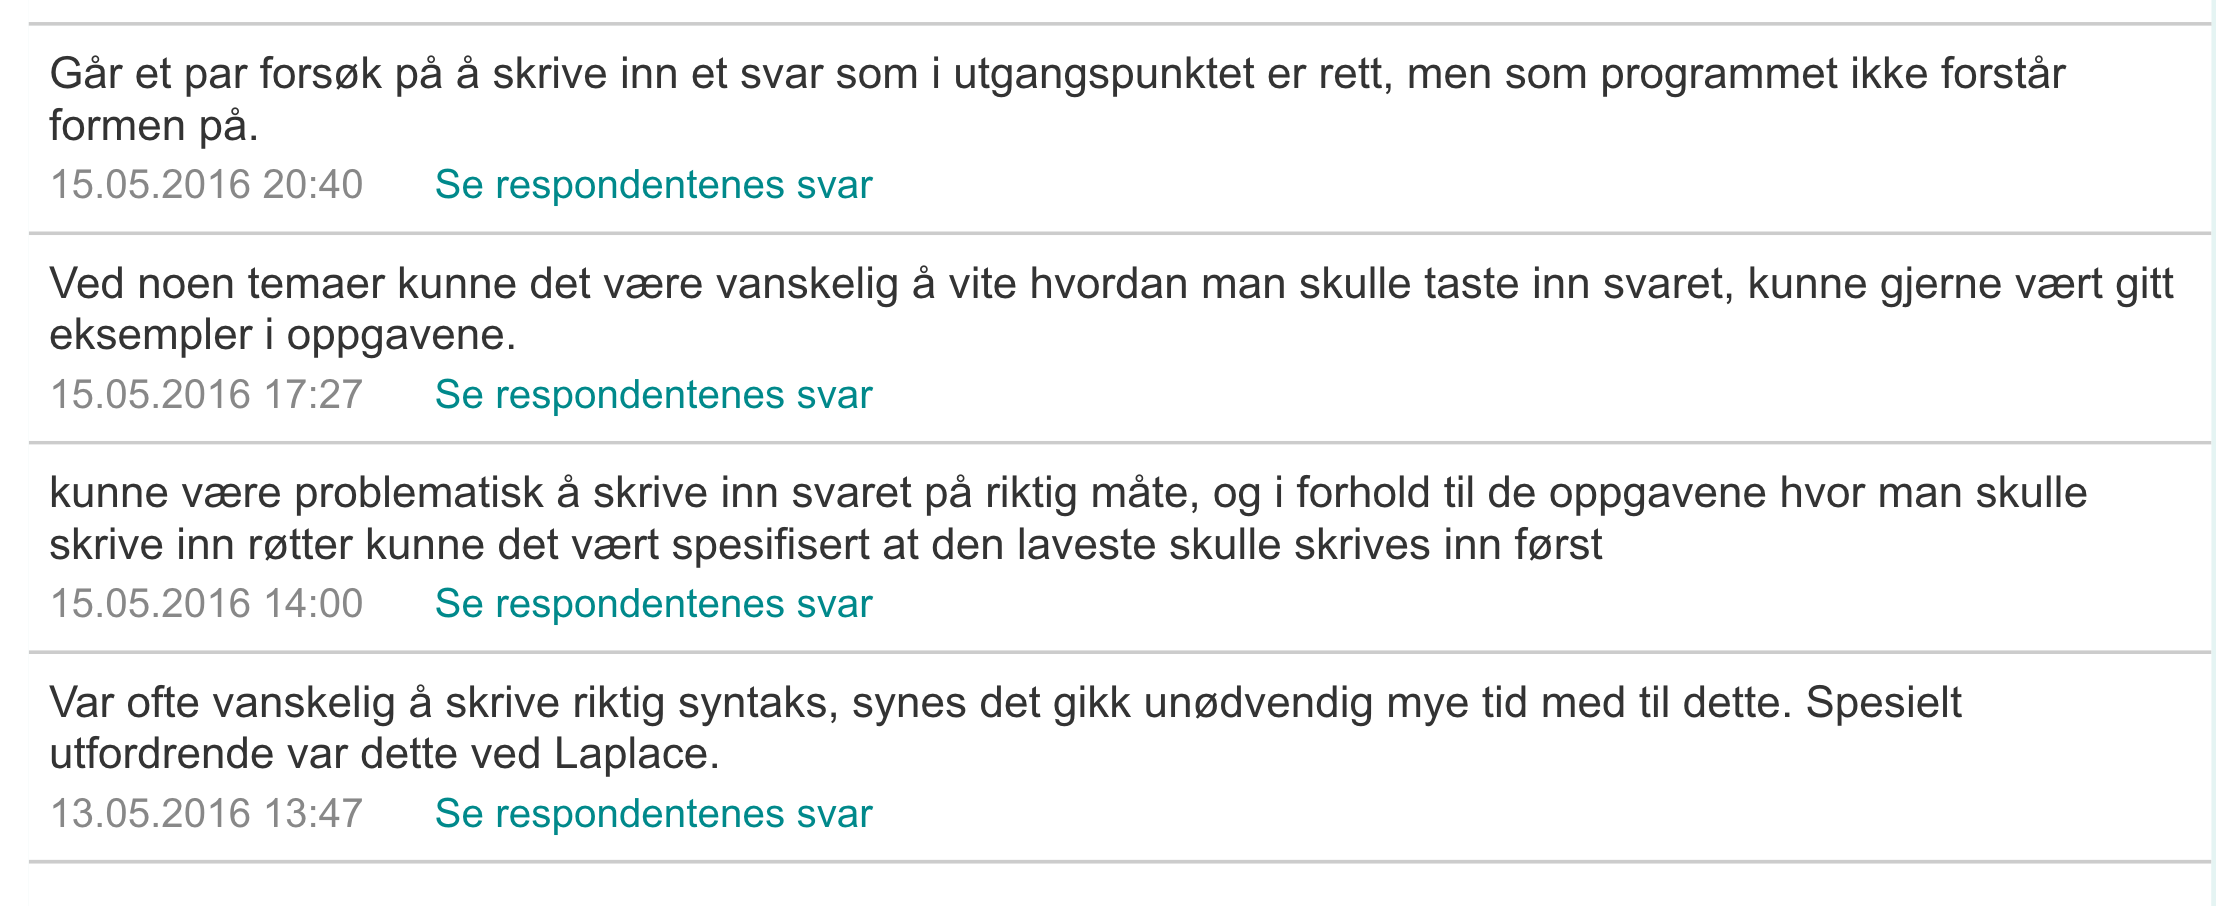 Går et par forsøk på å skrive inn et svar som i utgangspunktet er rett, men som programmet ikke forstår
formen på.
15.05.2016 20:40 Se respondentenes svar
Ved noen temaer kunne det være vanskelig å vite hvordan man skulle taste inn svaret, kunne gjerne vært gitt
eksempler i oppgavene.
15.05.2016 17:27 Se respondentenes svar
kunne være problematisk å skrive inn svaret på riktig måte, og i forhold til de oppgavene hvor man skulle
skrive inn røtter kunne det vært spesifisert at den laveste skulle skrives inn først
15.05.2016 14:00 Se respondentenes svar
Var ofte vanskelig å skrive riktig syntaks, synes det gikk unødvendig mye tid med til dette. Spesielt
utfordrende var dette ved Laplace.
13.05.2016 13:47 Se respondentenes svar